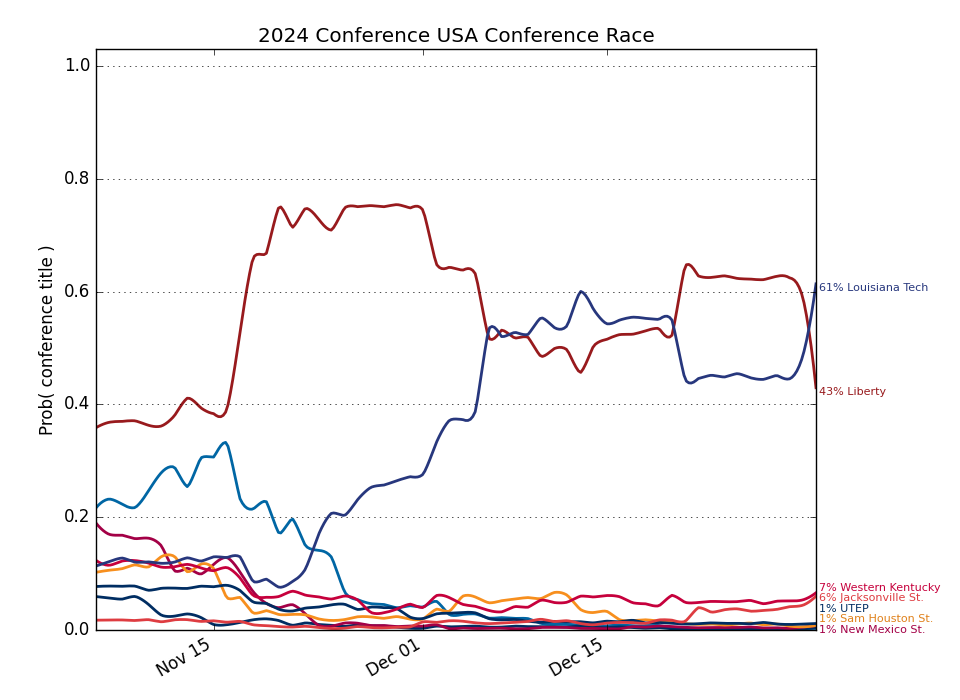 2024 Conference USA Conference Race
Prob( conference title )
1.0
0.8
0.6
0.4
0.2
0.0
Nov 15
Dec 01
Dec 15
61% Louisiana Tech
43% Liberty
7% Western Kentucky
6% Jacksonville St.
1% UTEP
1% Sam Houston St.
1% New Mexico St.